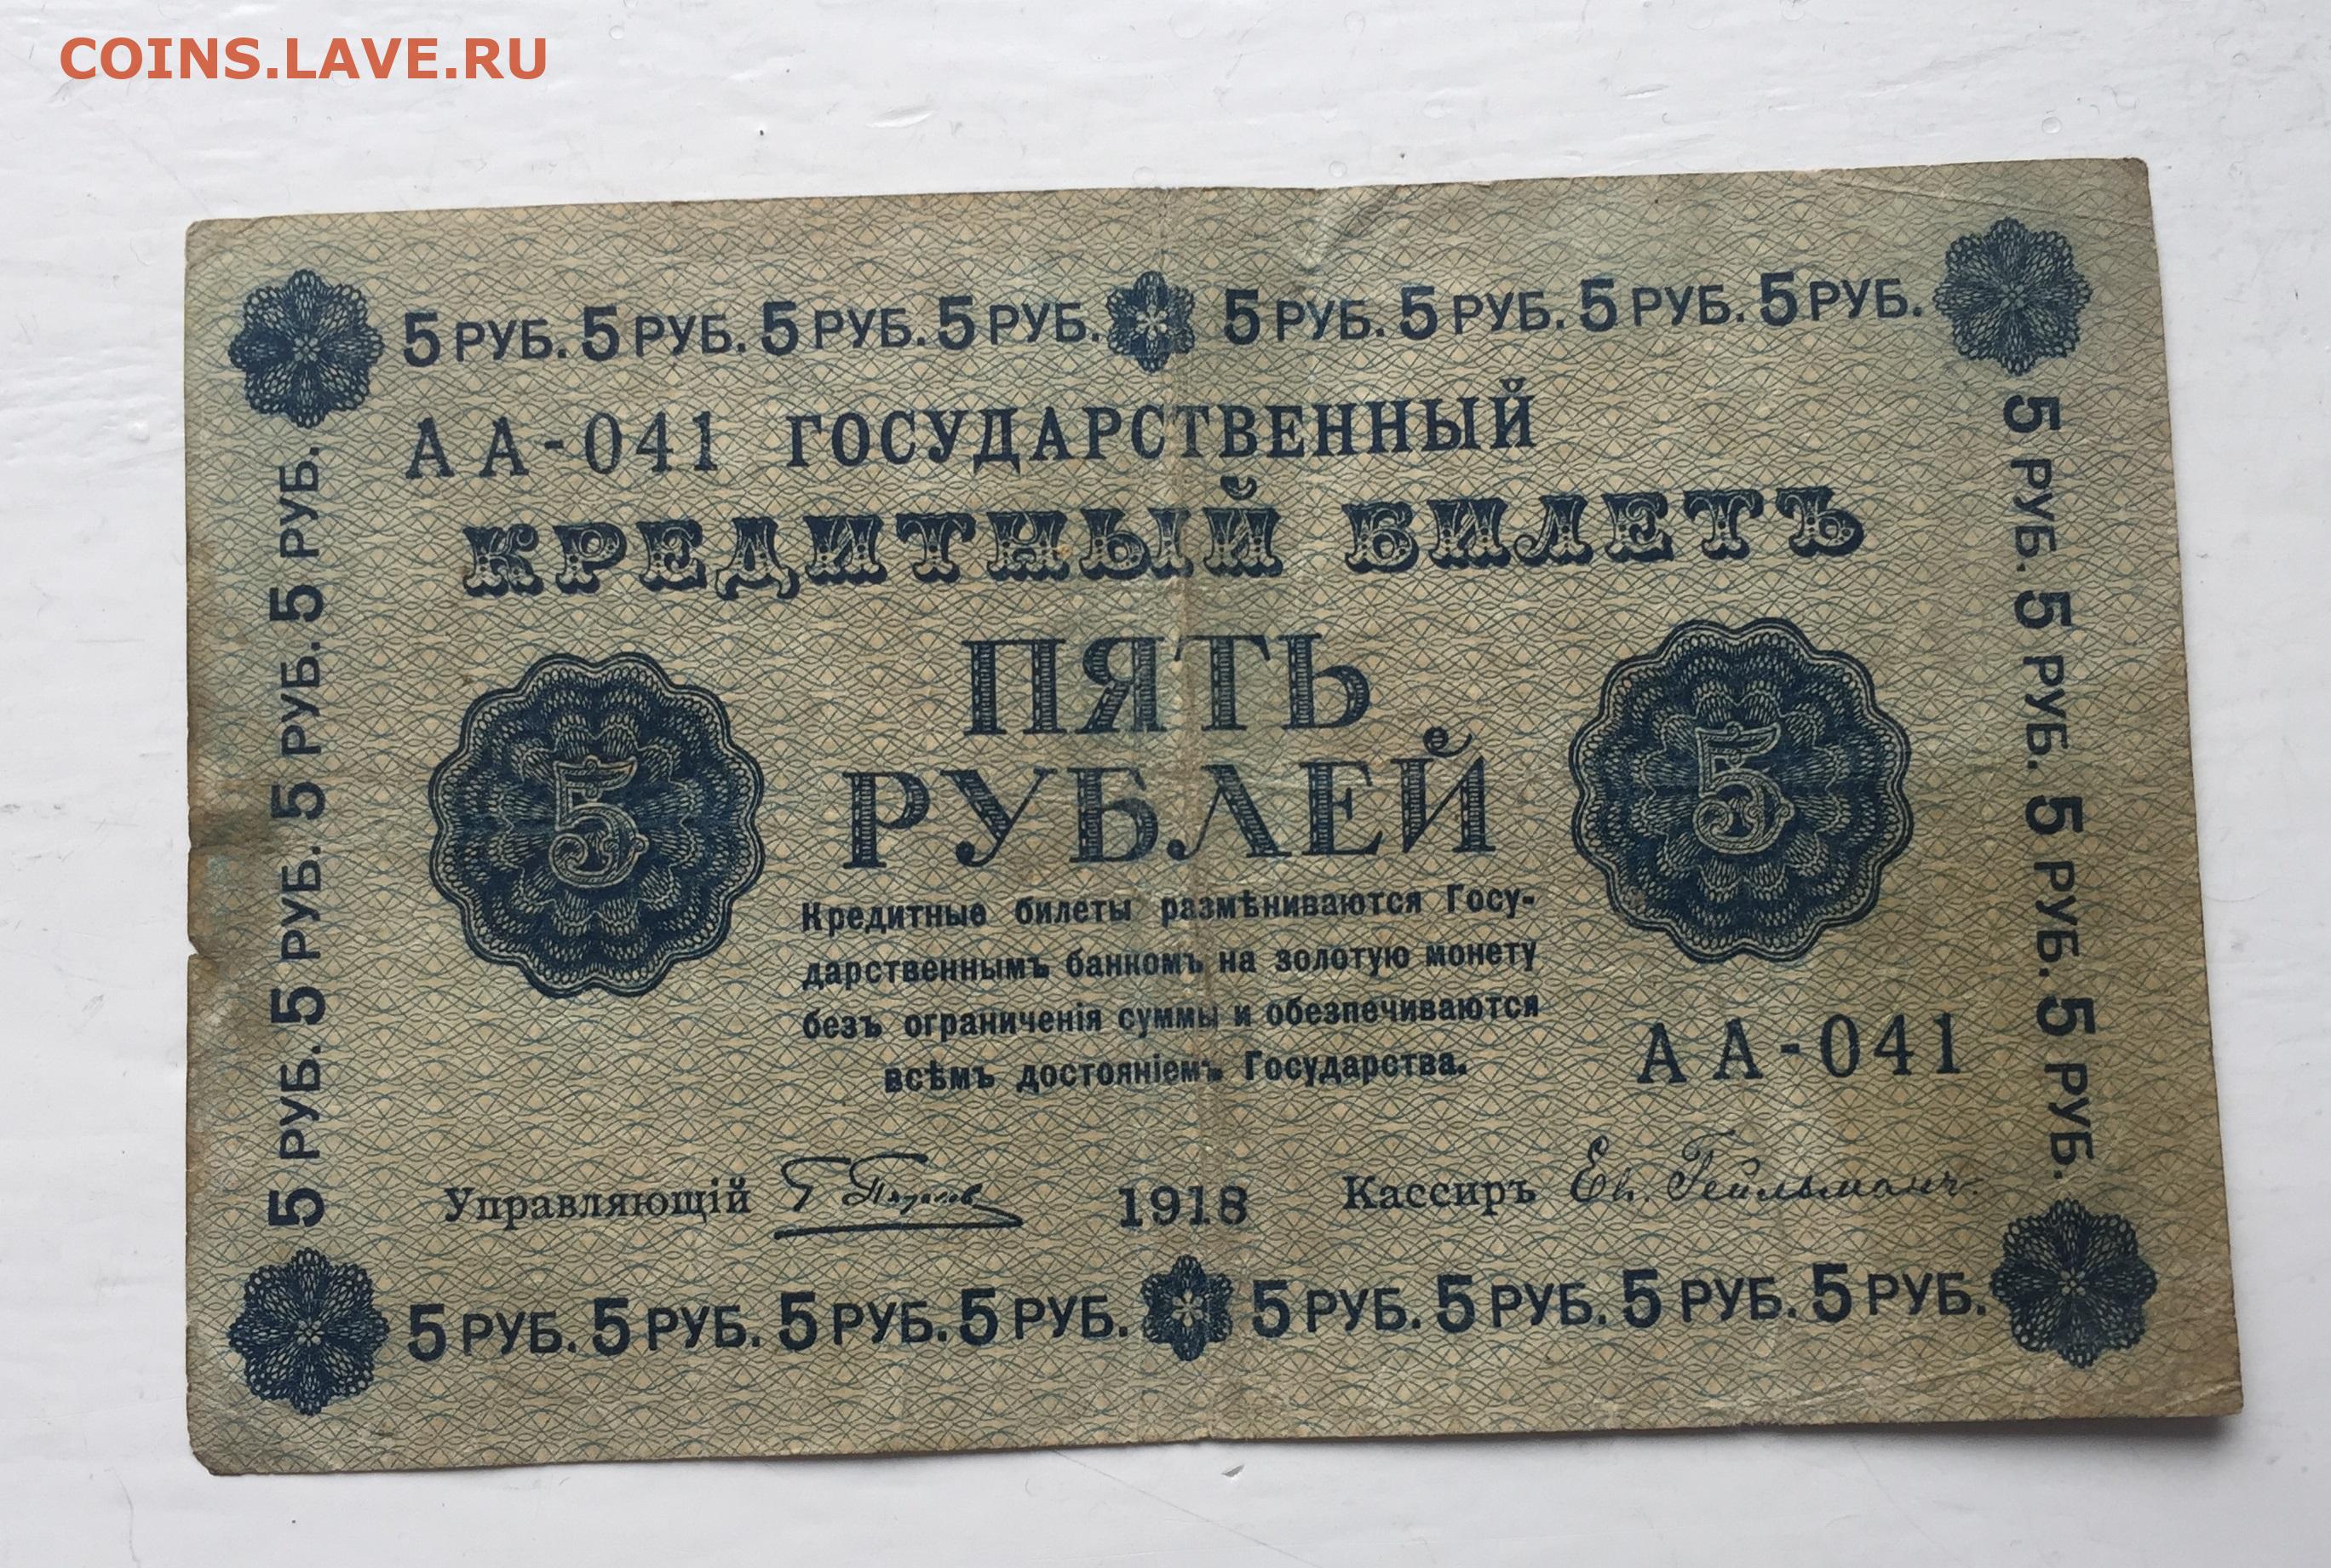 COINS.LAVE.RU
5 РУБ. 5 РУБ. 5 РУБ. 5 РУБ. 5 РУБ. 5 РУБ. 5 РУБ. 5 РУБ.
АА-041 ГОСУДАРСТВЕННЫЙ
КРЕДИТНЫЙ БИЛЕТЪ
ПЯТЬ
РУБЛЕЙ
5
5
Кредитные билеты размѣниваются Госу-
дарственнымъ банкомъ на золотую монету
безъ ограниченія суммы и обезпечиваются
всѣмъ достояніемъ Государства.
АА-041
Управляющій
1918
Кассиръ Ев. Гейльманъ
5 РУБ. 5 РУБ. 5 РУБ. 5 РУБ. 5 РУБ. 5 РУБ. 5 РУБ. 5 РУБ.
5 РУБ. 5 РУБ. 5 РУБ. 5 РУБ.
5 РУБ. 5 РУБ. 5 РУБ. 5 РУБ.